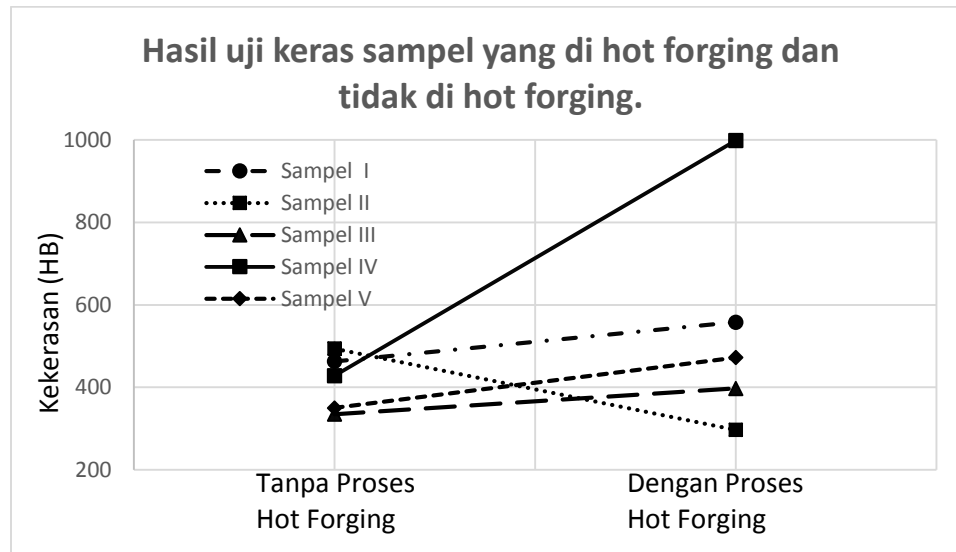 Hasil uji keras sampel yang di hot forging dan
tidak di hot forging.
Kekerasan (HB)
1000
800
600
400
200
Sampel I
Sampel II
Sampel III
Sampel IV
Sampel V
Tanpa Proses
Hot Forging
Dengan Proses
Hot Forging